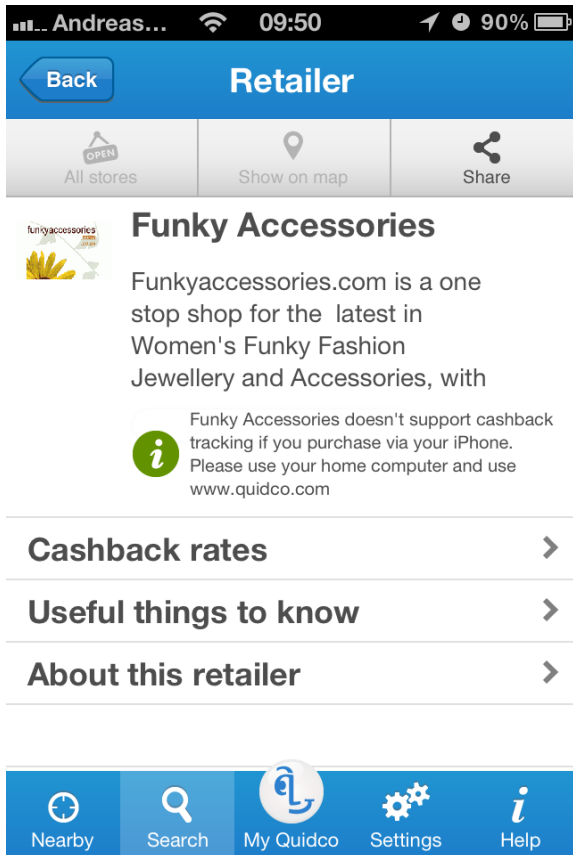 Andreas... 09:50 90%
Back Retailer
OPEN
All stores Show on map Share
funkyaccessories
Funky Accessories
Funkyaccessories.com is a one
stop shop for the latest in
Women's Funky Fashion
Jewellery and Accessories, with
Funky Accessories doesn't support cashback
tracking if you purchase via your iPhone.
Please use your home computer and use
www.quidco.com
Cashback rates
Useful things to know
About this retailer
Nearby Search My Quidco Settings Help